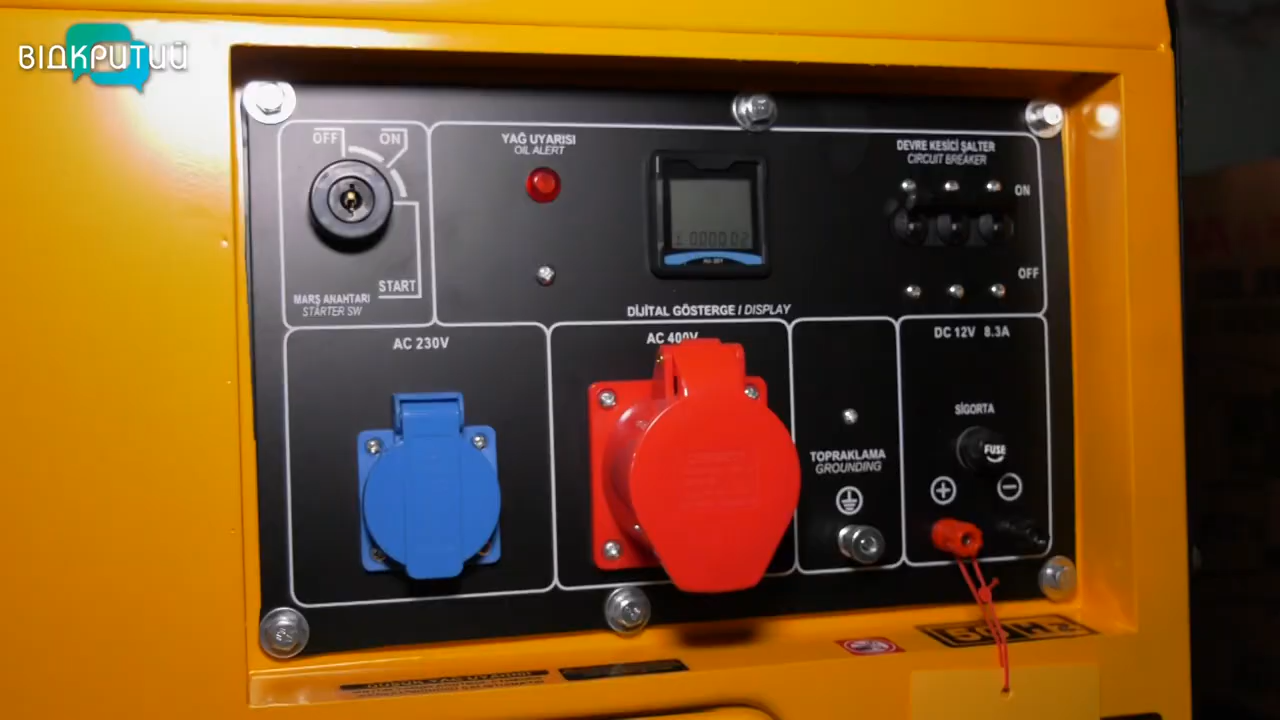 ВІДКРИТИЙ
OFF
ON
START
MARŞ ANAHTARI
STARTER SW
YAĞ UYARISI
OIL ALERT
DİJİTAL GÖSTERGE / DISPLAY
DEVRE KESİCİ ŞALTER
CIRCUIT BREAKER
ON
OFF
AC 230V
AC 400V
TOPRAKLAMA
GROUNDING
DC 12V 8.3A
SİGORTA
FUSE
50 HZ